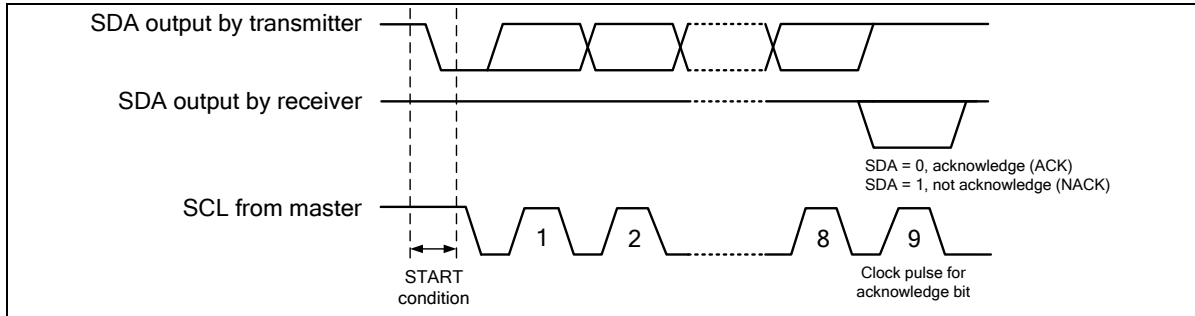 SDA output by transmitter
SDA output by receiver
SDA = 0, acknowledge (ACK)
SDA = 1, not acknowledge (NACK)
SCL from master
1
2
8
9
START
condition
Clock pulse for
acknowledge bit